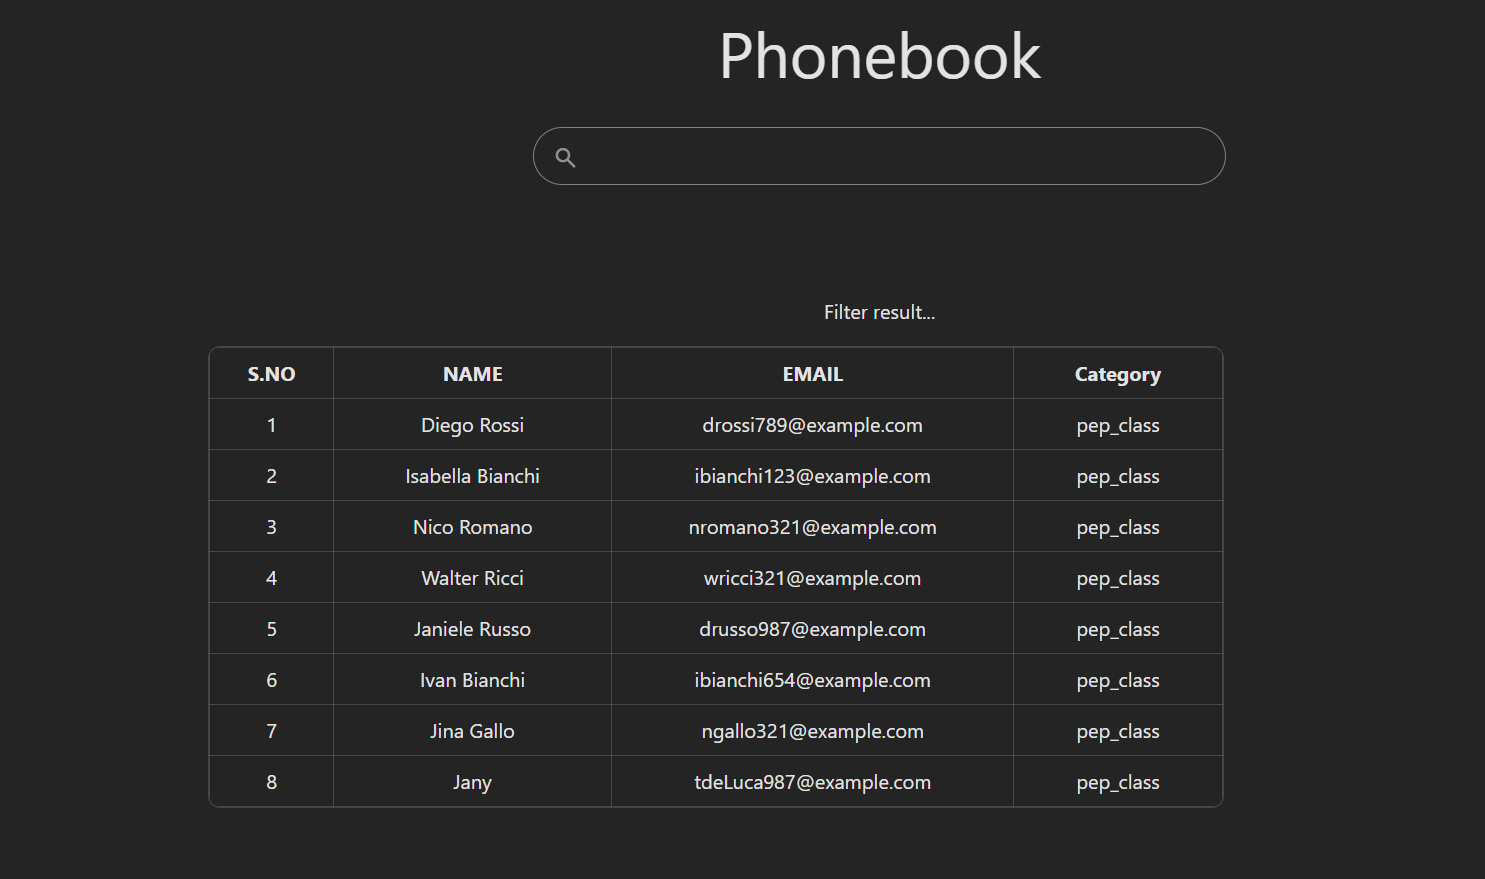 Phonebook
Filter result...
S.NO NAME EMAIL Category
1 Diego Rossi drossi789@example.com pep_class
2 Isabella Bianchi ibianchi123@example.com pep_class
3 Nico Romano nromano321@example.com pep_class
4 Walter Ricci wricci321@example.com pep_class
5 Janiele Russo drusso987@example.com pep_class
6 Ivan Bianchi ibianchi654@example.com pep_class
7 Jina Gallo ngallo321@example.com pep_class
8 Jany tdeLuca987@example.com pep_class